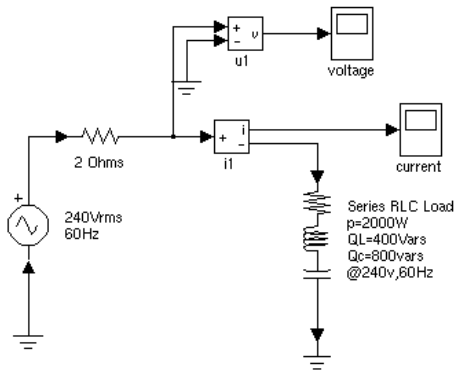 +
-
v
u1
voltage
2 Ohms
+
i
-
i1
current
+
240Vrms
60Hz
Series RLC Load
p=2000W
QL=400Vars
Qc=800vars
@240v,60Hz